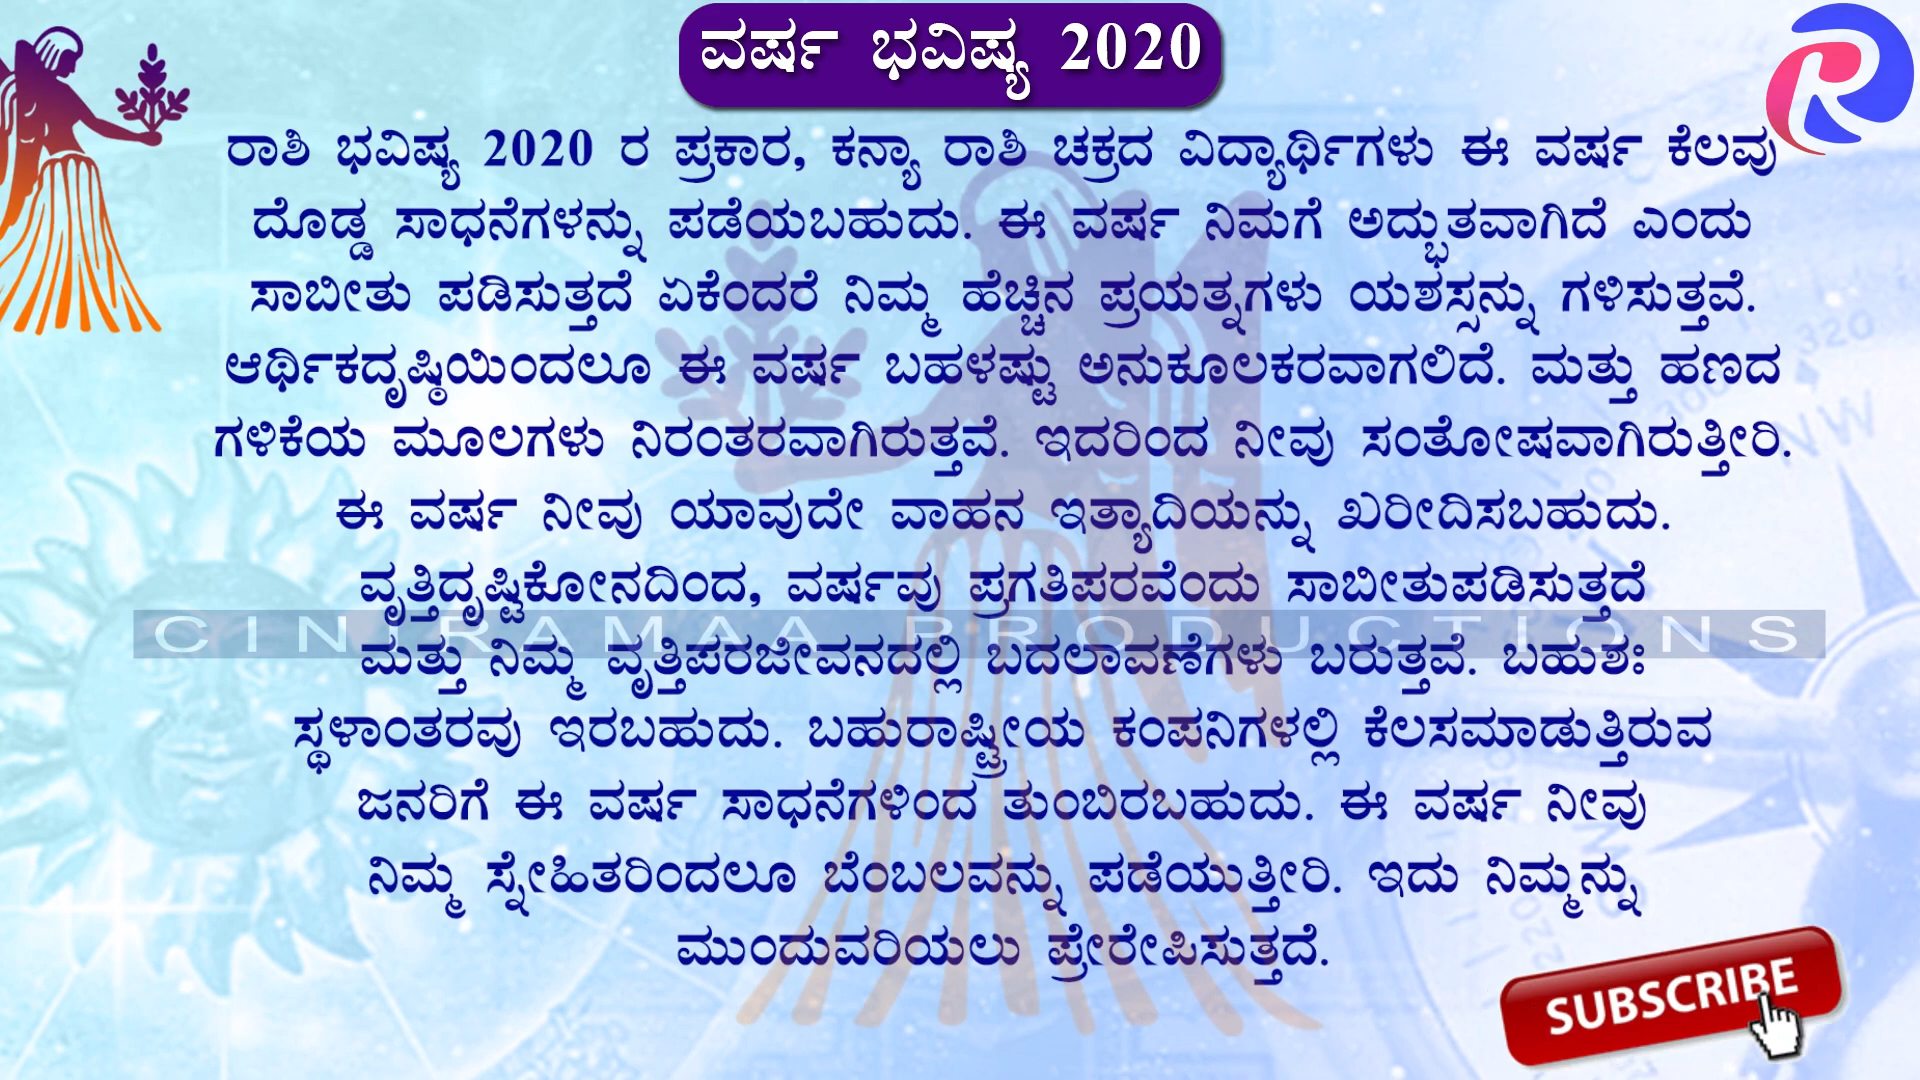 ವರ್ಷ ಭವಿಷ್ಯ 2020
ರಾಶಿ ಭವಿಷ್ಯ 2020 ರ ಪ್ರಕಾರ, ಕನ್ಯಾ ರಾಶಿ ಚಕ್ರದ ವಿದ್ಯಾರ್ಥಿಗಳು ಈ ವರ್ಷ ಕೆಲವು
ದೊಡ್ಡ ಸಾಧನೆಗಳನ್ನು ಪಡೆಯಬಹುದು. ಈ ವರ್ಷ ನಿಮಗೆ ಅದ್ಭುತವಾಗಿದೆ ಎಂದು
ಸಾಬೀತು ಪಡಿಸುತ್ತದೆ ಏಕೆಂದರೆ ನಿಮ್ಮ ಹೆಚ್ಚಿನ ಪ್ರಯತ್ನಗಳು ಯಶಸ್ಸನ್ನು ಗಳಿಸುತ್ತವೆ.
ಆರ್ಥಿಕದೃಷ್ಠಿಯಿಂದಲೂ ಈ ವರ್ಷ ಬಹಳಷ್ಟು ಅನುಕೂಲಕರವಾಗಲಿದೆ. ಮತ್ತು ಹಣದ
ಗಳಿಕೆಯ ಮೂಲಗಳು ನಿರಂತರವಾಗಿರುತ್ತವೆ. ಇದರಿಂದ ನೀವು ಸಂತೋಷವಾಗಿರುತ್ತೀರಿ.
ಈ ವರ್ಷ ನೀವು ಯಾವುದೇ ವಾಹನ ಇತ್ಯಾದಿಯನ್ನು ಖರೀದಿಸಬಹುದು.
ವೃತ್ತಿದೃಷ್ಟಿಕೋನದಿಂದ, ವರ್ಷವು ಪ್ರಗತಿಪರವೆಂದು ಸಾಬೀತುಪಡಿಸುತ್ತದೆ
CINI RAMAA PRODUCTIONS
ಮತ್ತು ನಿಮ್ಮ ವೃತ್ತಿಪರಜೀವನದಲ್ಲಿ ಬದಲಾವಣೆಗಳು ಬರುತ್ತವೆ. ಬಹುಶಃ
ಸ್ಥಳಾಂತರವು ಇರಬಹುದು. ಬಹುರಾಷ್ಟ್ರೀಯ ಕಂಪನಿಗಳಲ್ಲಿ ಕೆಲಸಮಾಡುತ್ತಿರುವ
ಜನರಿಗೆ ಈ ವರ್ಷ ಸಾಧನೆಗಳಿಂದ ತುಂಬಿರಬಹುದು. ಈ ವರ್ಷ ನೀವು
ನಿಮ್ಮ ಸ್ನೇಹಿತರಿಂದಲೂ ಬೆಂಬಲವನ್ನು ಪಡೆಯುತ್ತೀರಿ. ಇದು ನಿಮ್ಮನ್ನು
ಮುಂದುವರಿಯಲು ಪ್ರೇರೇಪಿಸುತ್ತದೆ.
SUBSCRIBE
320
NW